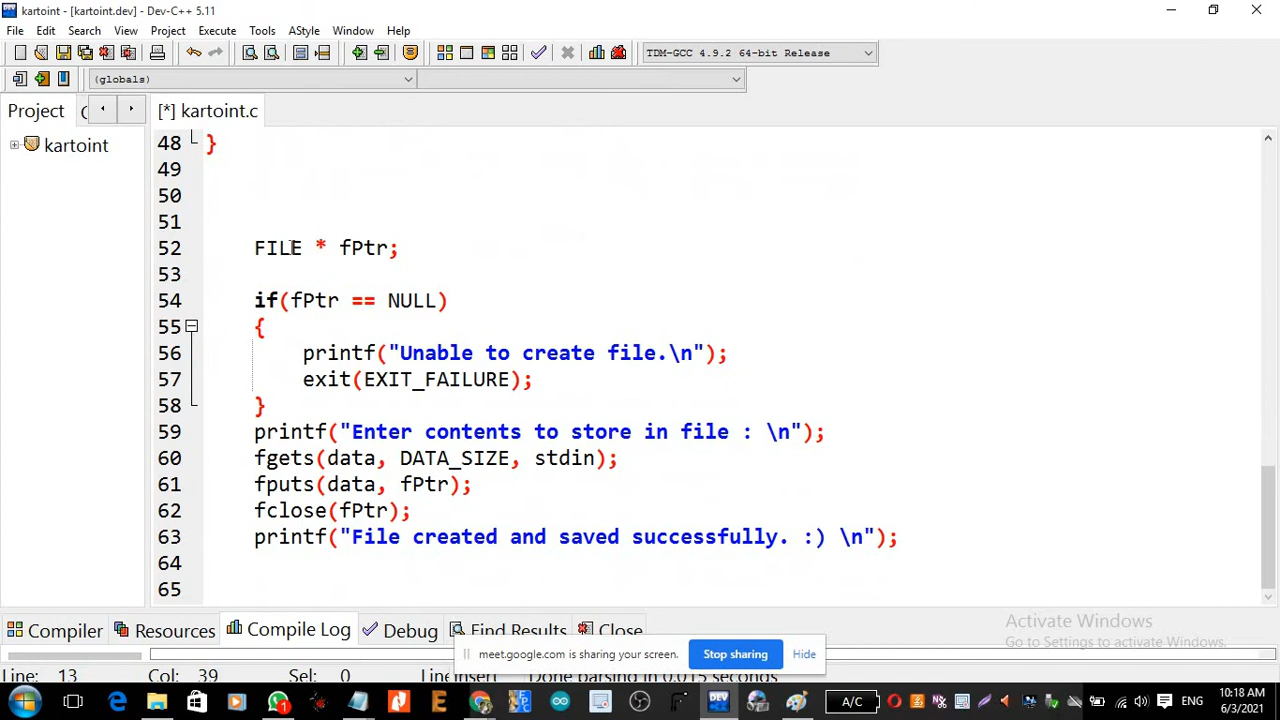 kartoint - [kartoint.dev] - Dev-C++ 5.11
File Edit Search View Project Execute Tools AStyle Window Help
TDM-GCC 4.9.2 64-bit Release
(globals)
Project
[*] kartoint.c
kartoint
48 }
49
50
51
52 FILE * fPtr;
53
54 if(fPtr == NULL)
55 {
56 printf("Unable to create file.\n");
57 exit(EXIT_FAILURE);
58 }
59 printf("Enter contents to store in file : \n");
60 fgets(data, DATA_SIZE, stdin);
61 fputs(data, fPtr);
62 fclose(fPtr);
63 printf("File created and saved successfully. :) \n");
64
65
Activate Windows
Go to Settings to activate Windows.
Compiler Resources Compile Log Debug Find Results Close
meet.google.com is sharing your screen. Stop sharing Hide
Line: 13 Col: 39 Sel: 0 Done parsing in 0.015 seconds
A/C ENG 10:18 AM
6/3/2021